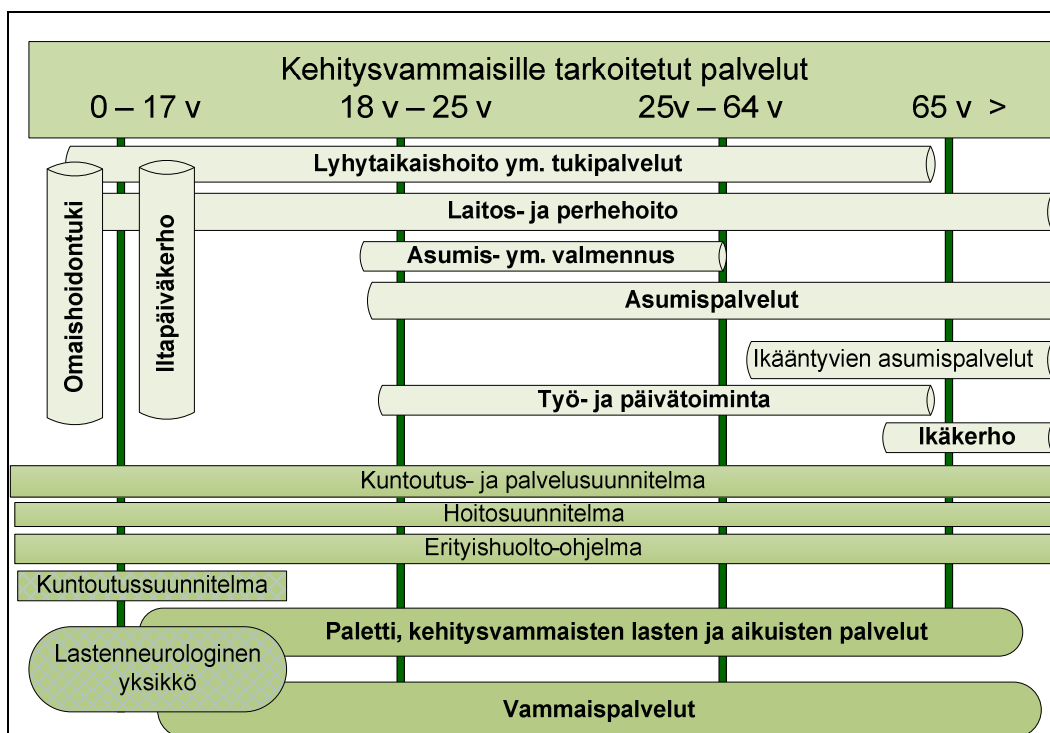 Kehitysvammaisille tarkoitetut palvelut
0 – 17 v 18 v – 25 v 25v – 64 v 65 v >
Lyhytaikaishoito ym. tukipalvelut
Omaishoidontuki
Iltapäiväkerho
Laitos- ja perhehoito
Asumis- ym. valmennus
Asumispalvelut
Ikääntyvien asumispalvelut
Työ- ja päivätoiminta
Ikäkerho
Kuntoutus- ja palvelusuunnitelma
Hoitosuunnitelma
Erityishuolto-ohjelma
Kuntoutussuunnitelma
Paletti, kehitysvammaisten lasten ja aikuisten palvelut
Lastenneurologinen
yksikkö
Vammaispalvelut